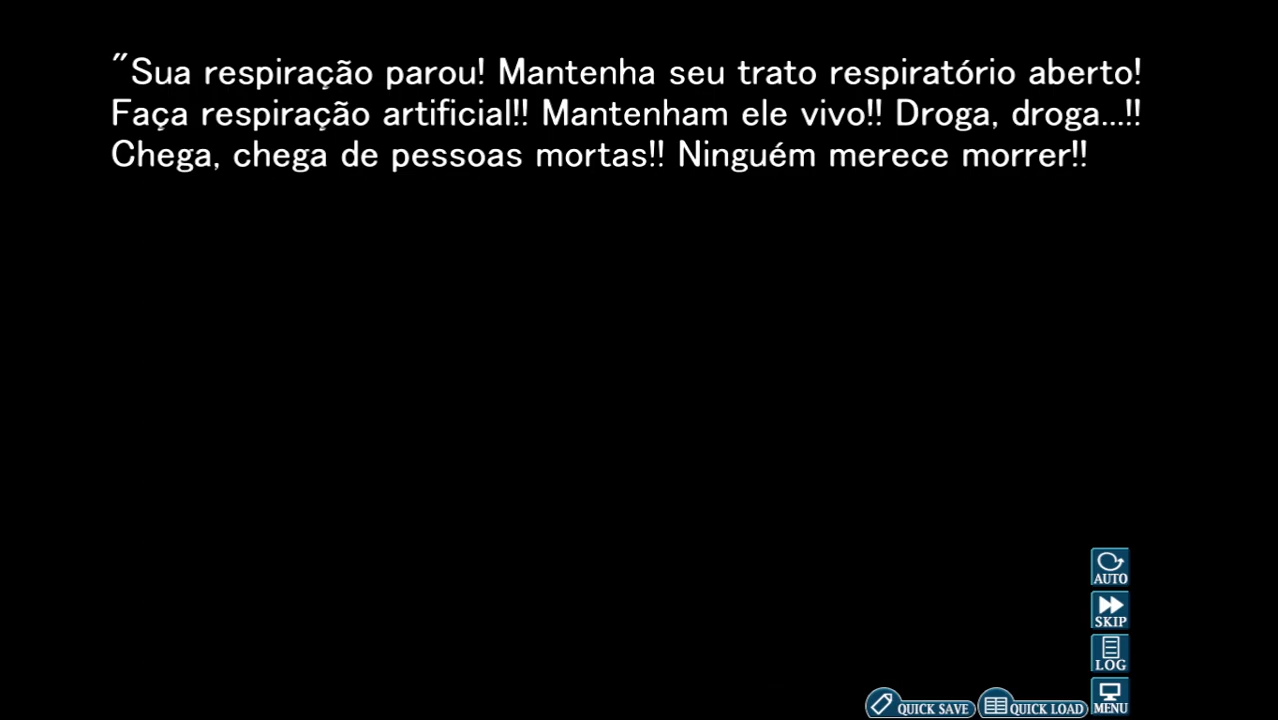 "Sua respiração parou! Mantenha seu trato respiratório aberto!
Faça respiração artificial!! Mantenham ele vivo!! Droga, droga...!!
Chega, chega de pessoas mortas!! Ninguém merece morrer!!
AUTO
SKIP
LOG
QUICK SAVE QUICK LOAD MENU